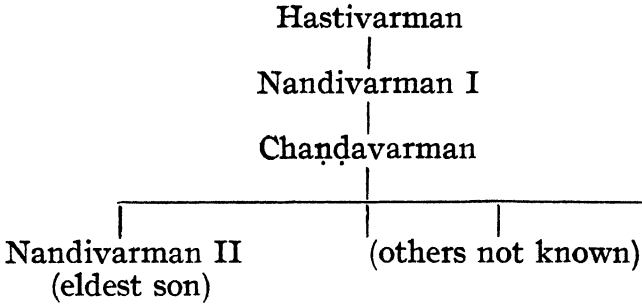 Hastivarman
Nandivarman I
Chaṇḍavarman
Nandivarman II (others not known)
(eldest son)